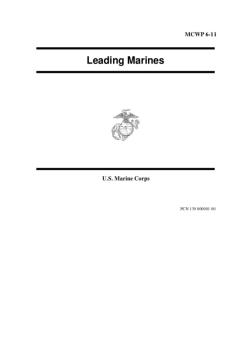 MCWP 6-11
Leading Marines
U.S. Marine Corps